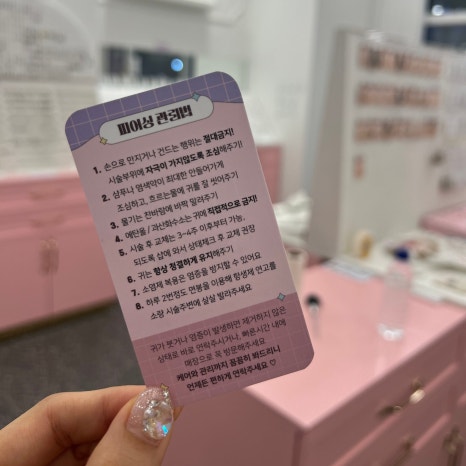 피어싱 관리법
1. 손으로 만지거나 건드는 행위는 절대금지!
시술부위에 자극이 가지않도록 조심해주기!
2. 샴푸나 염색약이 최대한 안들어가게
조심하고, 흐르는물에 귀를 잘 씻어주기
3. 물기는 찬바람에 바짝 말려주기
4. 에탄올/과산화수소는 귀에 직접적으로 금지!
5. 시술 후 교체는 3~4주 이후부터 가능.
되도록 샵에 와서 상태체크 후 교체 권장
6. 귀는 항상 청결하게 유지해주기
7. 소염제 복용은 염증을 방지할 수 있어요
8. 하루 2번정도 면봉을 이용해 항생제 연고를
소량 시술주변에 살살 발라주세요
귀가 붓거나 염증이 발생하면 제거하지 않은
상태로 바로 연락주시거나, 빠른시간 내에
매장으로 꼭 방문해주세요
케어와 관리까지 꼼꼼히 봐드리니
언제든 편하게 연락주세요 ♡